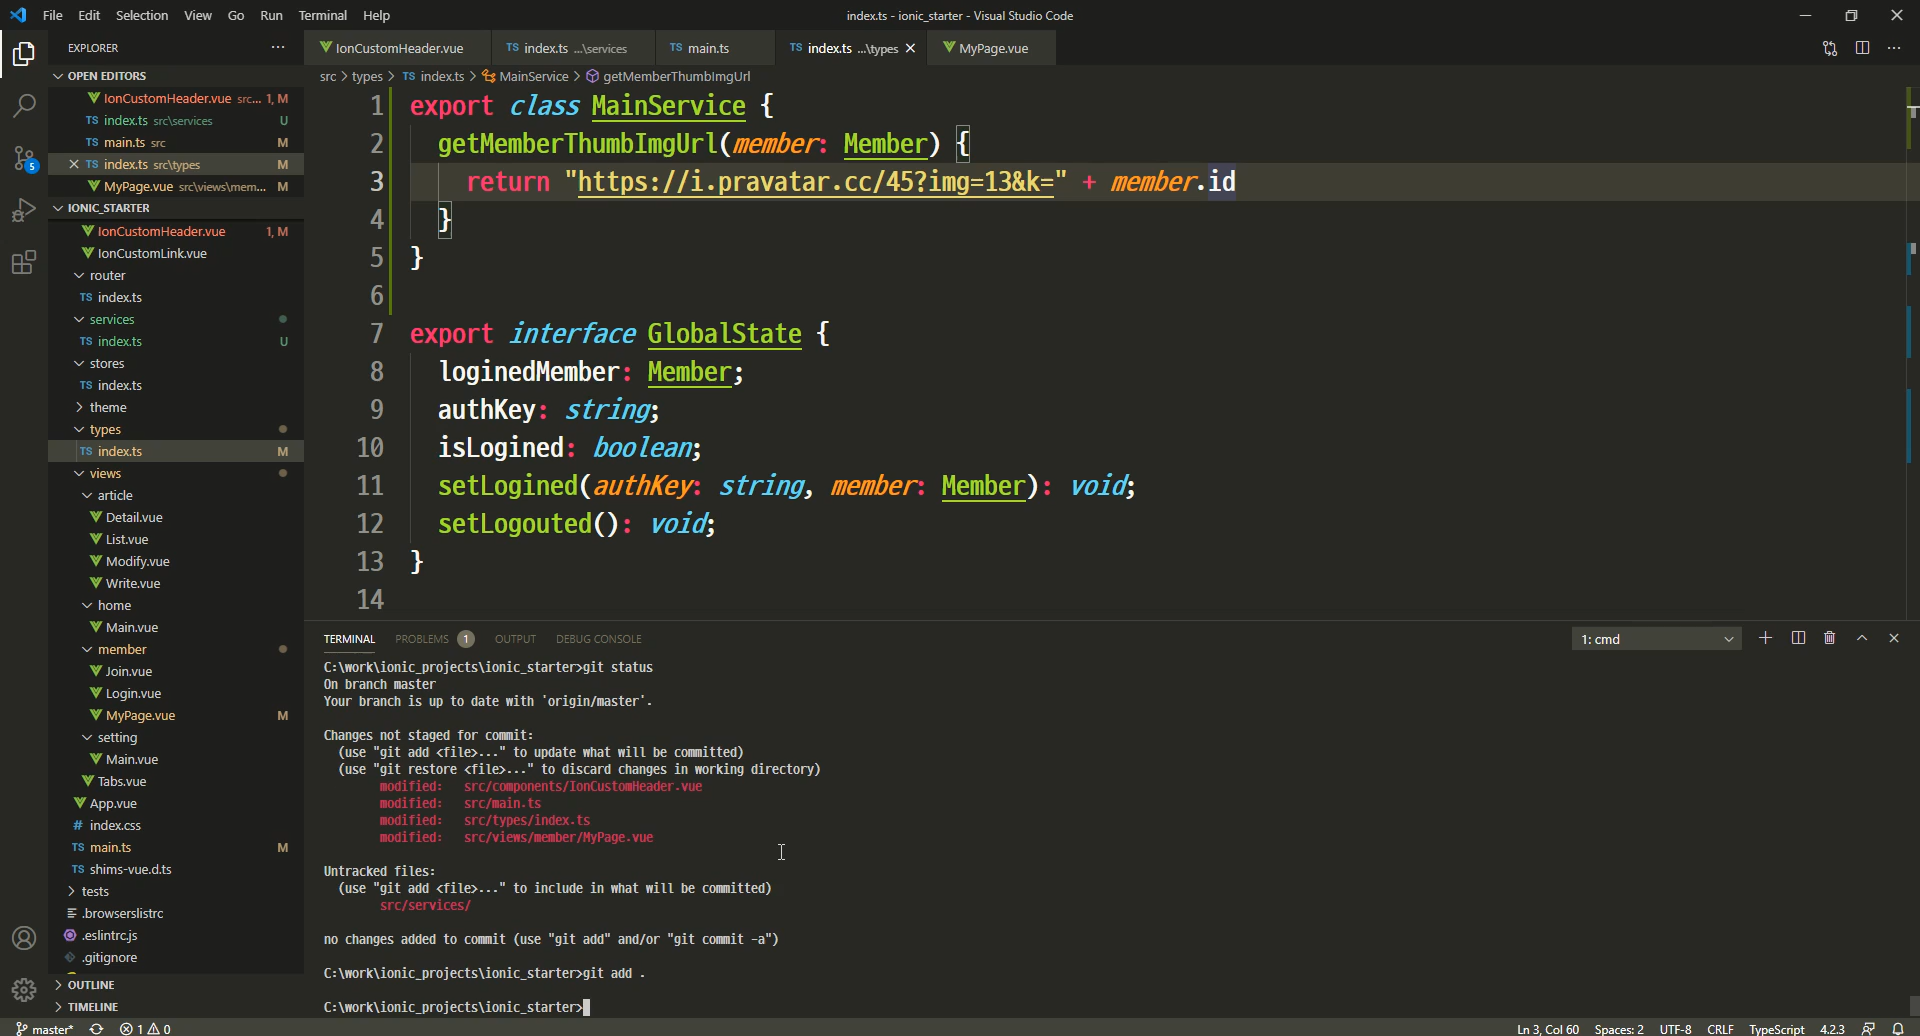 File Edit Selection View Go Run Terminal Help
index.ts - ionic_starter - Visual Studio Code
EXPLORER
IonCustomHeader.vue
TS index.ts ...\services
TS main.ts
TS index.ts ...\types
MyPage.vue
OPEN EDITORS
IonCustomHeader.vue src... 1, M
TS index.ts src\services U
TS main.ts src M
TS index.ts src\types M
MyPage.vue src\views\mem... M
IONIC_STARTER
IonCustomHeader.vue 1, M
IonCustomLink.vue
router
TS index.ts
services
TS index.ts U
stores
TS index.ts
theme
types
TS index.ts M
views
article
Detail.vue
List.vue
Modify.vue
Write.vue
home
Main.vue
member
Join.vue
Login.vue
MyPage.vue M
setting
Main.vue
Tabs.vue
App.vue
# index.css
TS main.ts M
TS shims-vue.d.ts
tests
.browserslistrc
.eslintrc.js
.gitignore
OUTLINE
TIMELINE
5
src > types > TS index.ts > MainService > getMemberThumbImgUrl
1 export class MainService {
2 getMemberThumbImgUrl(member: Member) {
3 return "https://i.pravatar.cc/45?img=13&k=" + member.id
4 }
5 }
6
7 export interface GlobalState {
8 loginedMember: Member;
9 authKey: string;
10 isLogined: boolean;
11 setLogined(authKey: string, member: Member): void;
12 setLogouted(): void;
13 }
14
TERMINAL PROBLEMS 1 OUTPUT DEBUG CONSOLE
1: cmd
C:\work\ionic_projects\ionic_starter>git status
On branch master
Your branch is up to date with 'origin/master'.
Changes not staged for commit:
(use "git add <file>..." to update what will be committed)
(use "git restore <file>..." to discard changes in working directory)
modified: src/components/IonCustomHeader.vue
modified: src/main.ts
modified: src/types/index.ts
modified: src/views/member/MyPage.vue
Untracked files:
(use "git add <file>..." to include in what will be committed)
src/services/
no changes added to commit (use "git add" and/or "git commit -a")
C:\work\ionic_projects\ionic_starter>git add .
C:\work\ionic_projects\ionic_starter>
master* 1 0
Ln 3, Col 60 Spaces: 2 UTF-8 CRLF TypeScript 4.2.3